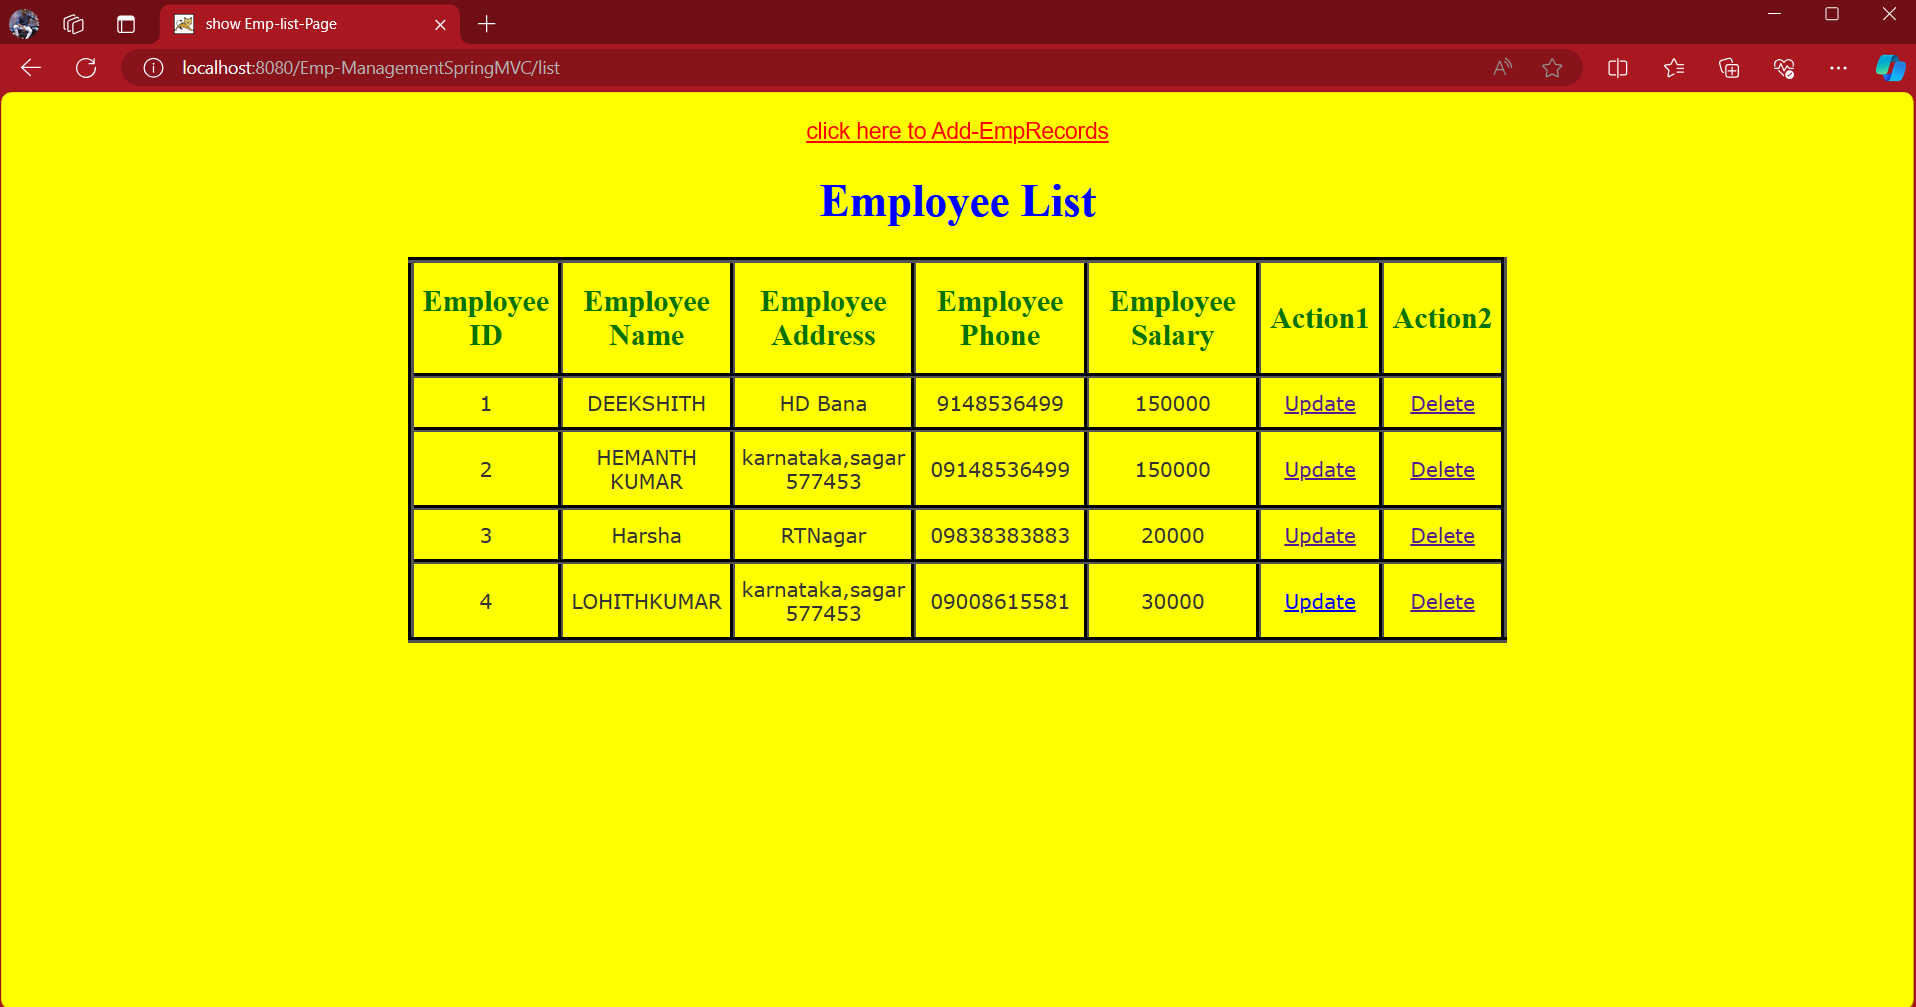 show Emp-list-Page
localhost:8080/Emp-ManagementSpringMVC/list
click here to Add-EmpRecords
Employee List
Employee ID Employee Name Employee Address Employee Phone Employee Salary Action1 Action2
1 DEEKSHITH HD Bana 9148536499 150000 Update Delete
2 HEMANTH KUMAR karnataka,sagar 577453 09148536499 150000 Update Delete
3 Harsha RTNagar 09838383883 20000 Update Delete
4 LOHITHKUMAR karnataka,sagar 577453 09008615581 30000 Update Delete